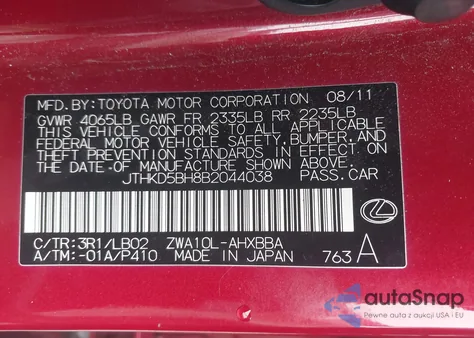 MFD.BY: TOYOTA MOTOR CORPORATION 08/11
GVWR 4065LB GAWR FR 2335LB RR 2235LB
THIS VEHICLE CONFORMS TO ALL APPLICABLE
FEDERAL MOTOR VEHICLE SAFETY, BUMPER, AND
THEFT PREVENTION STANDARDS IN EFFECT ON
THE DATE OF MANUFACTURE SHOWN ABOVE.
JTHKD5BH8B2044038 PASS.CAR
C/TR:3R1/LB02 ZWA10L-AHXBBA
A/TM:-01A/P410 MADE IN JAPAN 763 A
autoSnap
Pewne auta z aukcji USA i EU